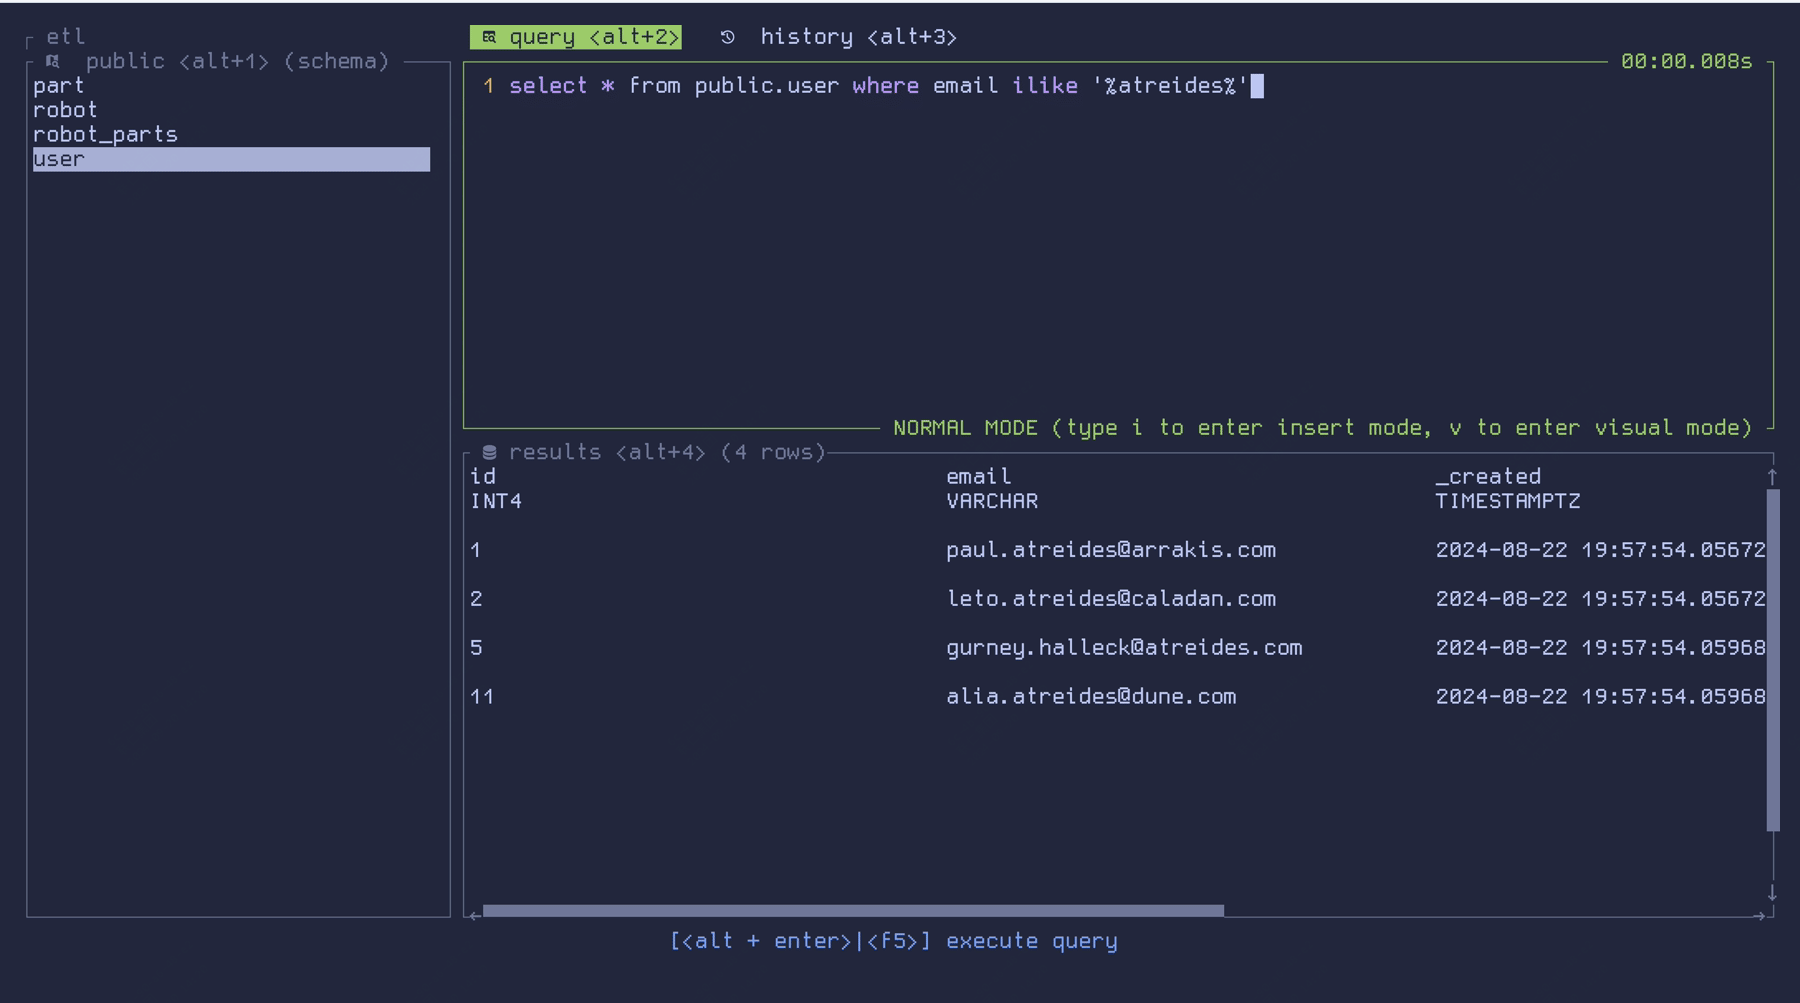 etl
public <alt+1> (schema)
part
robot
robot_parts
user
query <alt+2> history <alt+3>
00:00.008s
1 select * from public.user where email ilike '%atreides%'
NORMAL MODE (type i to enter insert mode, v to enter visual mode)
results <alt+4> (4 rows)
id email _created
INT4 VARCHAR TIMESTAMPTZ
1 paul.atreides@arrakis.com 2024-08-22 19:57:54.05672
2 leto.atreides@caladan.com 2024-08-22 19:57:54.05672
5 gurney.halleck@atreides.com 2024-08-22 19:57:54.05968
11 alia.atreides@dune.com 2024-08-22 19:57:54.05968
[<alt + enter>|<f5>] execute query